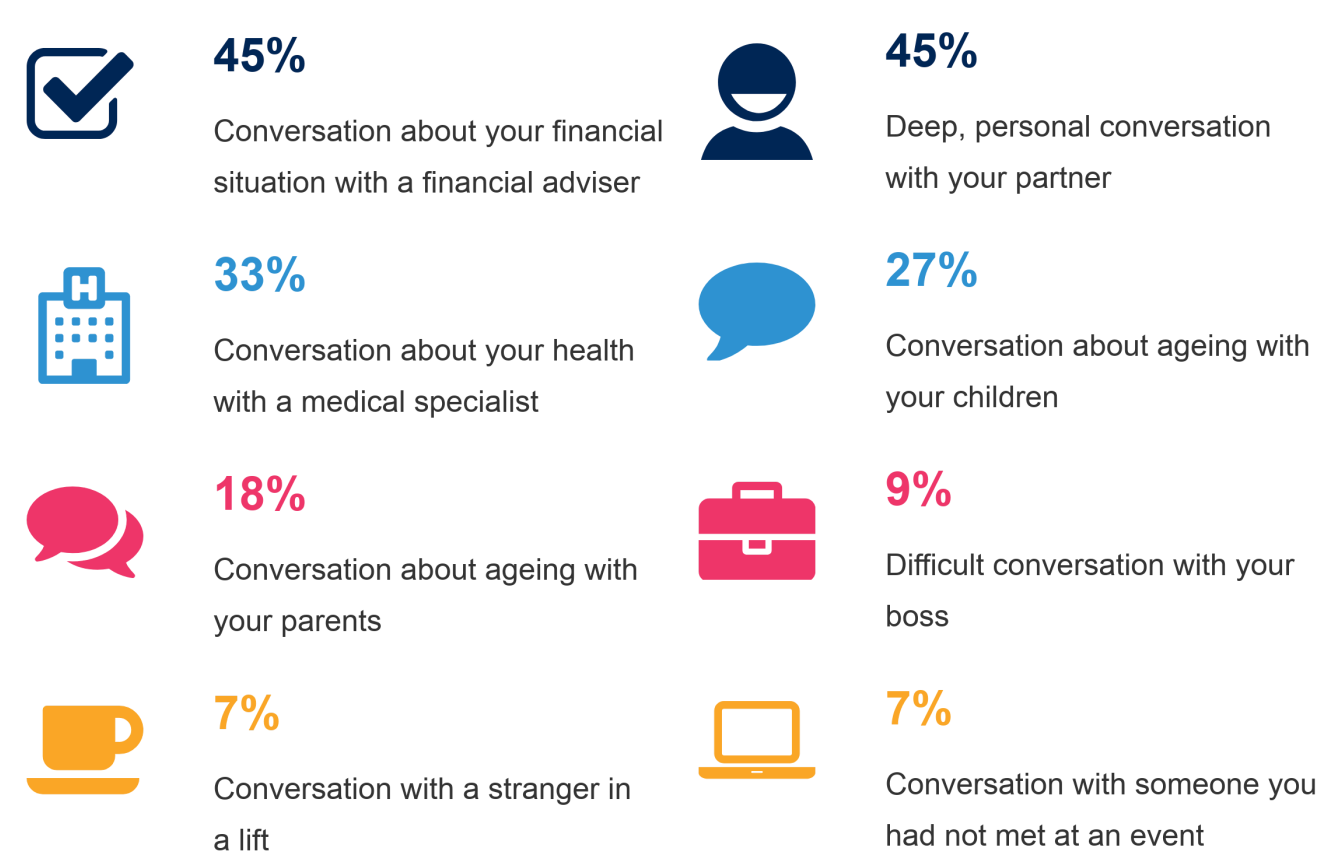 45%
Conversation about your financial
situation with a financial adviser
45%
Deep, personal conversation
with your partner
33%
Conversation about your health
with a medical specialist
27%
Conversation about ageing with
your children
18%
Conversation about ageing with
your parents
9%
Difficult conversation with your
boss
7%
Conversation with a stranger in
a lift
7%
Conversation with someone you
had not met at an event
H